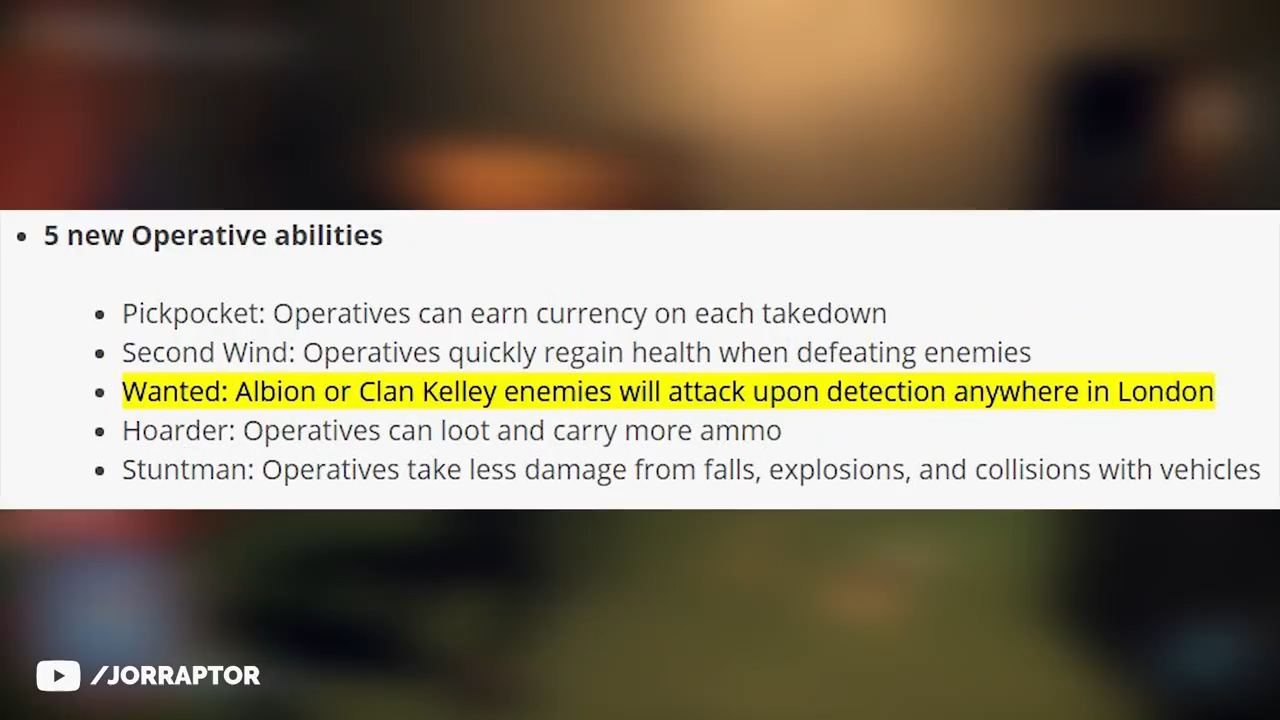 5 new Operative abilities
Pickpocket: Operatives can earn currency on each takedown
Second Wind: Operatives quickly regain health when defeating enemies
Wanted: Albion or Clan Kelley enemies will attack upon detection anywhere in London
Hoarder: Operatives can loot and carry more ammo
Stuntman: Operatives take less damage from falls, explosions, and collisions with vehicles
/JORRAPTOR